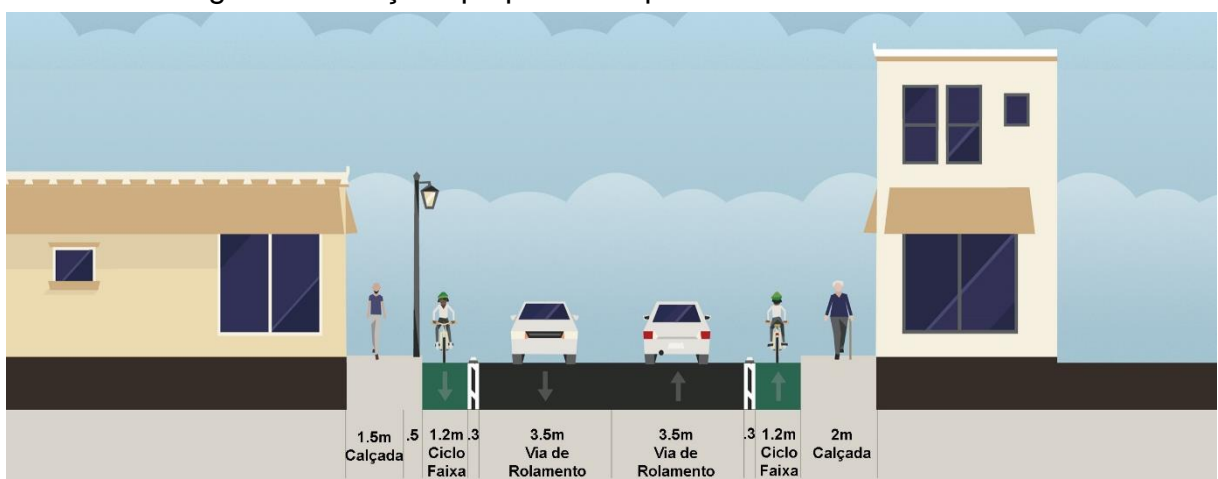 1.5m
Calçada
.5
1.2m
Ciclo
Faixa
.3
3.5m
Via de
Rolamento
3.5m
Via de
Rolamento
.3
1.2m
Ciclo
Faixa
2m
Calçada